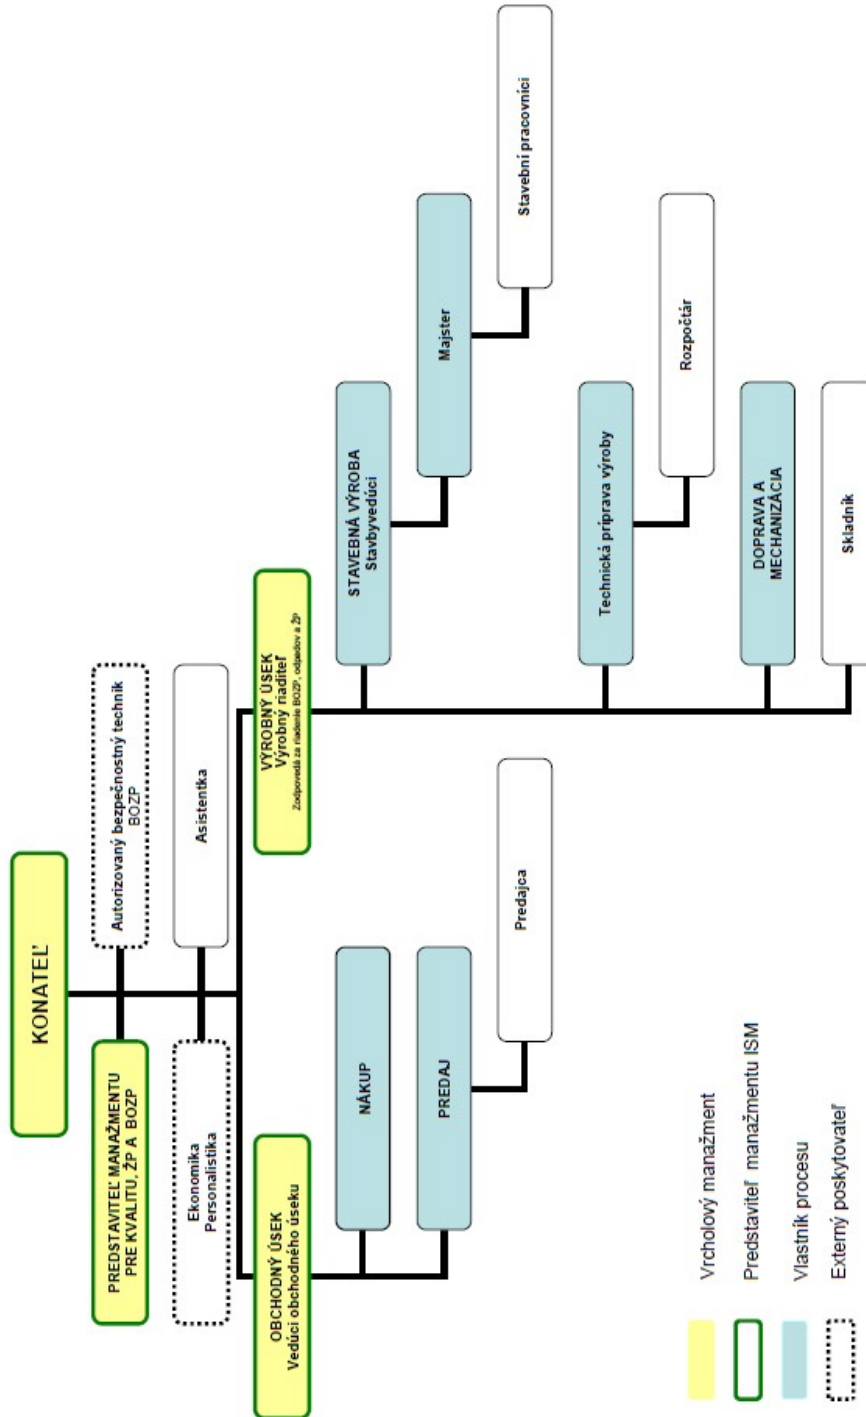 KONATEĽ
PREDSTAVITEĽ MANAŽMENTU
PRE KVALITU, ŽP A BOZP
Autorizovaný bezpečnostný technik
BOZP
Ekonomika
Personalistika
Asistentka
OBCHODNÝ ÚSEK
Vedúci obchodného úseku
VÝROBNÝ ÚSEK
Výrobný riaditeľ
Zodpovedá za riadenie BOZP, odpadov a ŽP
NÁKUP
PREDAJ
Predajca
STAVEBNÁ VÝROBA
Stavbyvedúci
Majster
Stavební pracovníci
Technická príprava výroby
Rozpočtár
DOPRAVA A
MECHANIZÁCIA
Skladník
Vrcholový manažment
Predstaviteľ manažmentu ISM
Vlastník procesu
Externý poskytovateľ